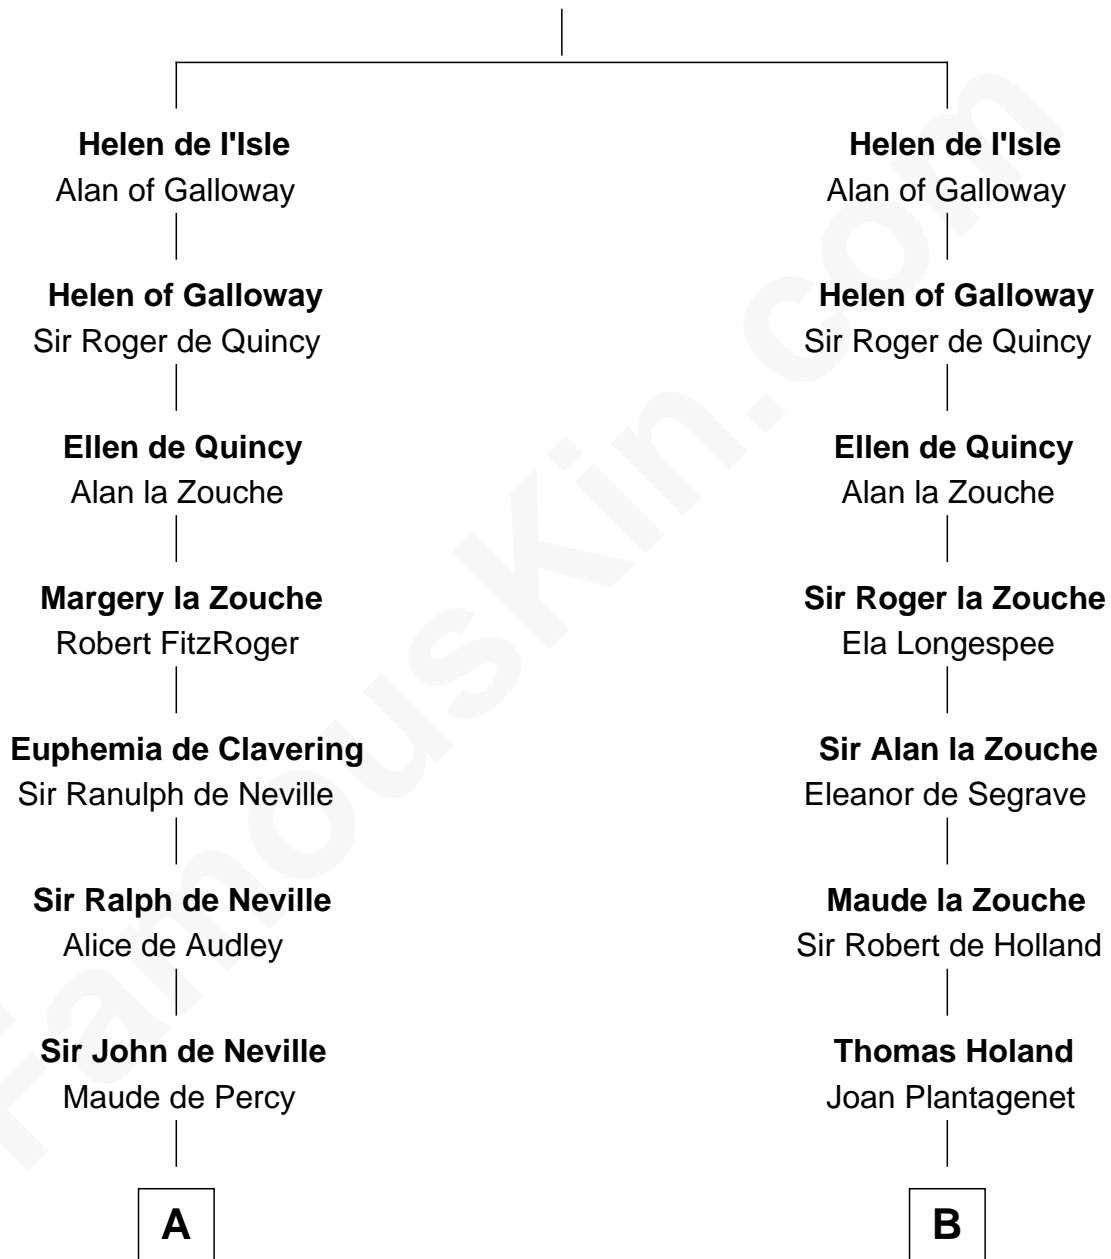 Helen de l'Isle
Alan of Galloway
Helen of Galloway
Sir Roger de Quincy
Ellen de Quincy
Alan la Zouche
Margery la Zouche
Robert FitzRoger
Euphemia de Clavering
Sir Ranulph de Neville
Sir Ralph de Neville
Alice de Audley
Sir John de Neville
Maude de Percy
A
Helen de l'Isle
Alan of Galloway
Helen of Galloway
Sir Roger de Quincy
Ellen de Quincy
Alan la Zouche
Sir Roger la Zouche
Ela Longespee
Sir Alan la Zouche
Eleanor de Segrave
Maude la Zouche
Sir Robert de Holland
Thomas Holand
Joan Plantagenet
B
FamousKin.com